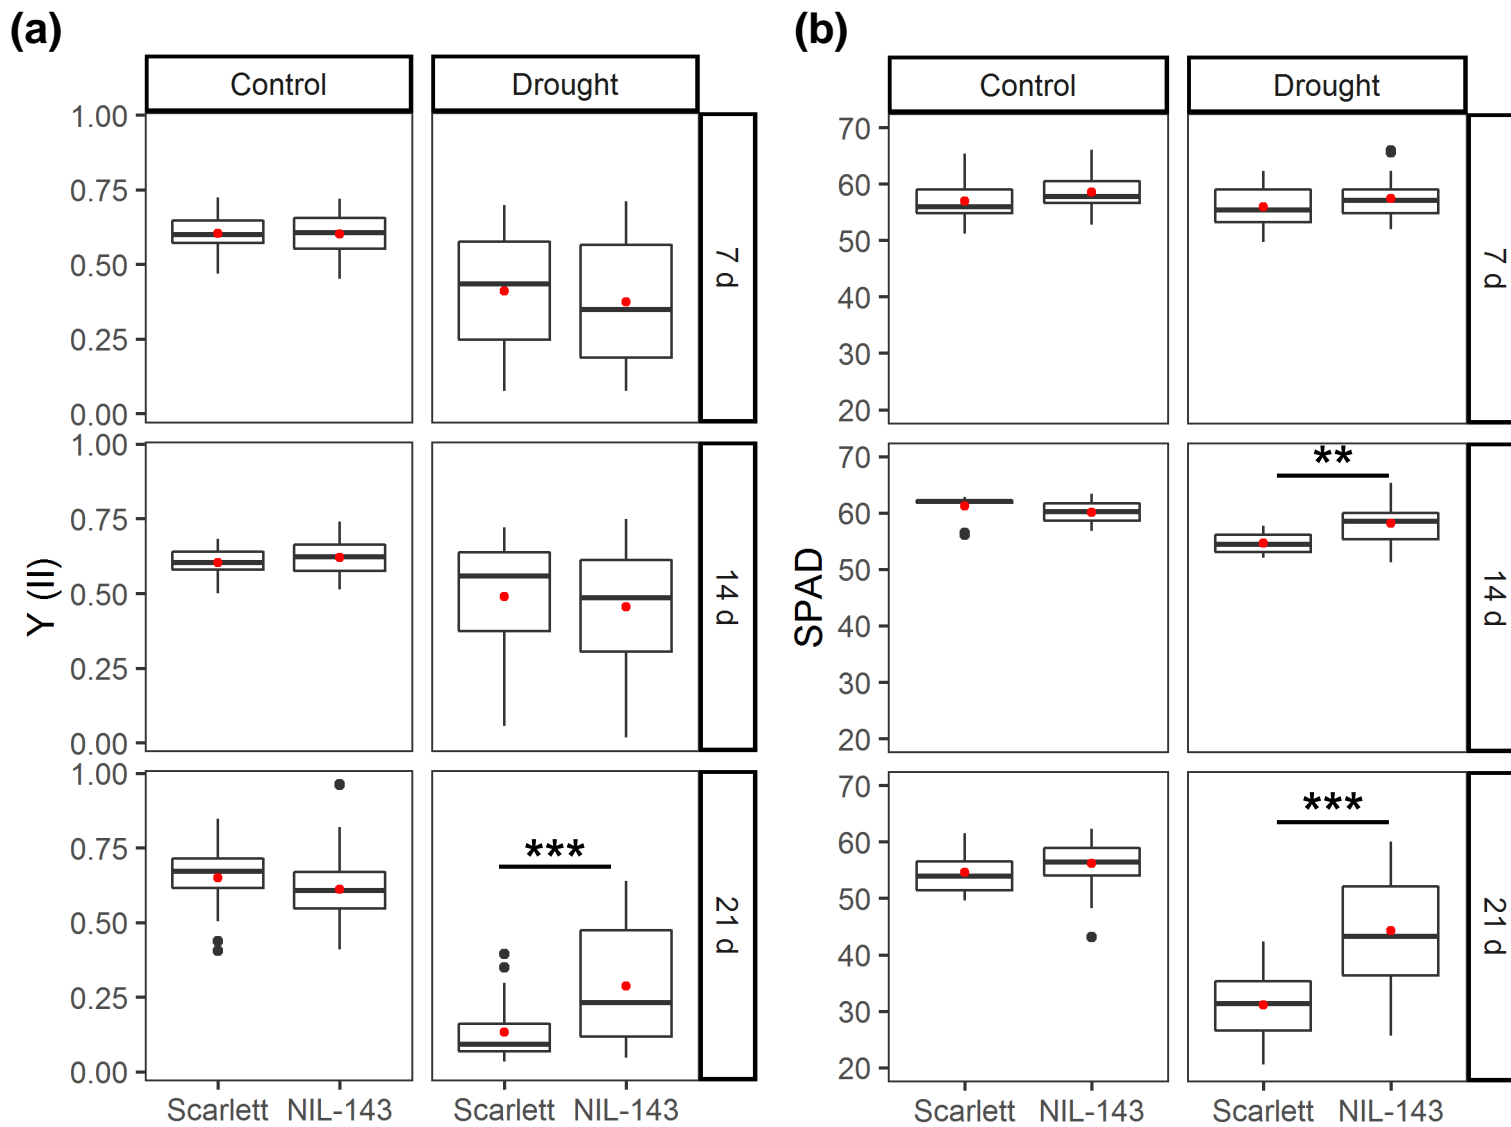 (a)
(b)
Control
Drought
Control
Drought
1.00
0.75
0.50
0.25
0.00
7 d
70
60
50
40
30
20
7 d
1.00
0.75
0.50
0.25
0.00
14 d
Y (II)
70
60
50
40
30
20
**
14 d
SPAD
1.00
0.75
0.50
0.25
0.00
***
21 d
70
60
50
40
30
20
***
21 d
Scarlett
NIL-143
Scarlett
NIL-143
Scarlett
NIL-143
Scarlett
NIL-143